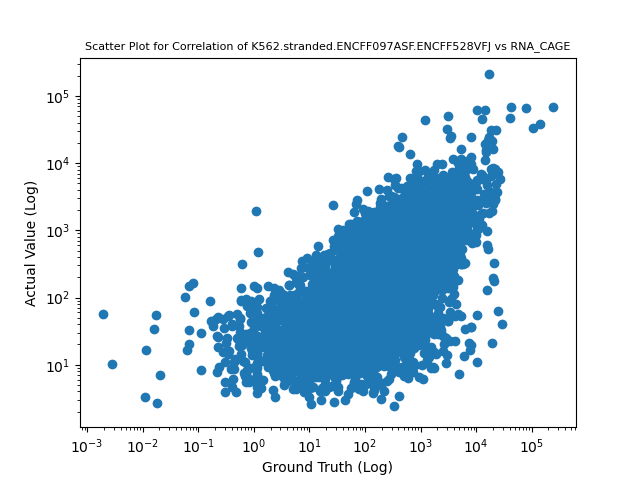 Scatter Plot for Correlation of K562.stranded.ENCFF097ASF.ENCFF528VFJ vs RNA_CAGE
Actual Value (Log)
10⁵
10⁴
10³
10²
10¹
10⁻³ 10⁻² 10⁻¹ 10⁰ 10¹ 10² 10³ 10⁴ 10⁵
Ground Truth (Log)